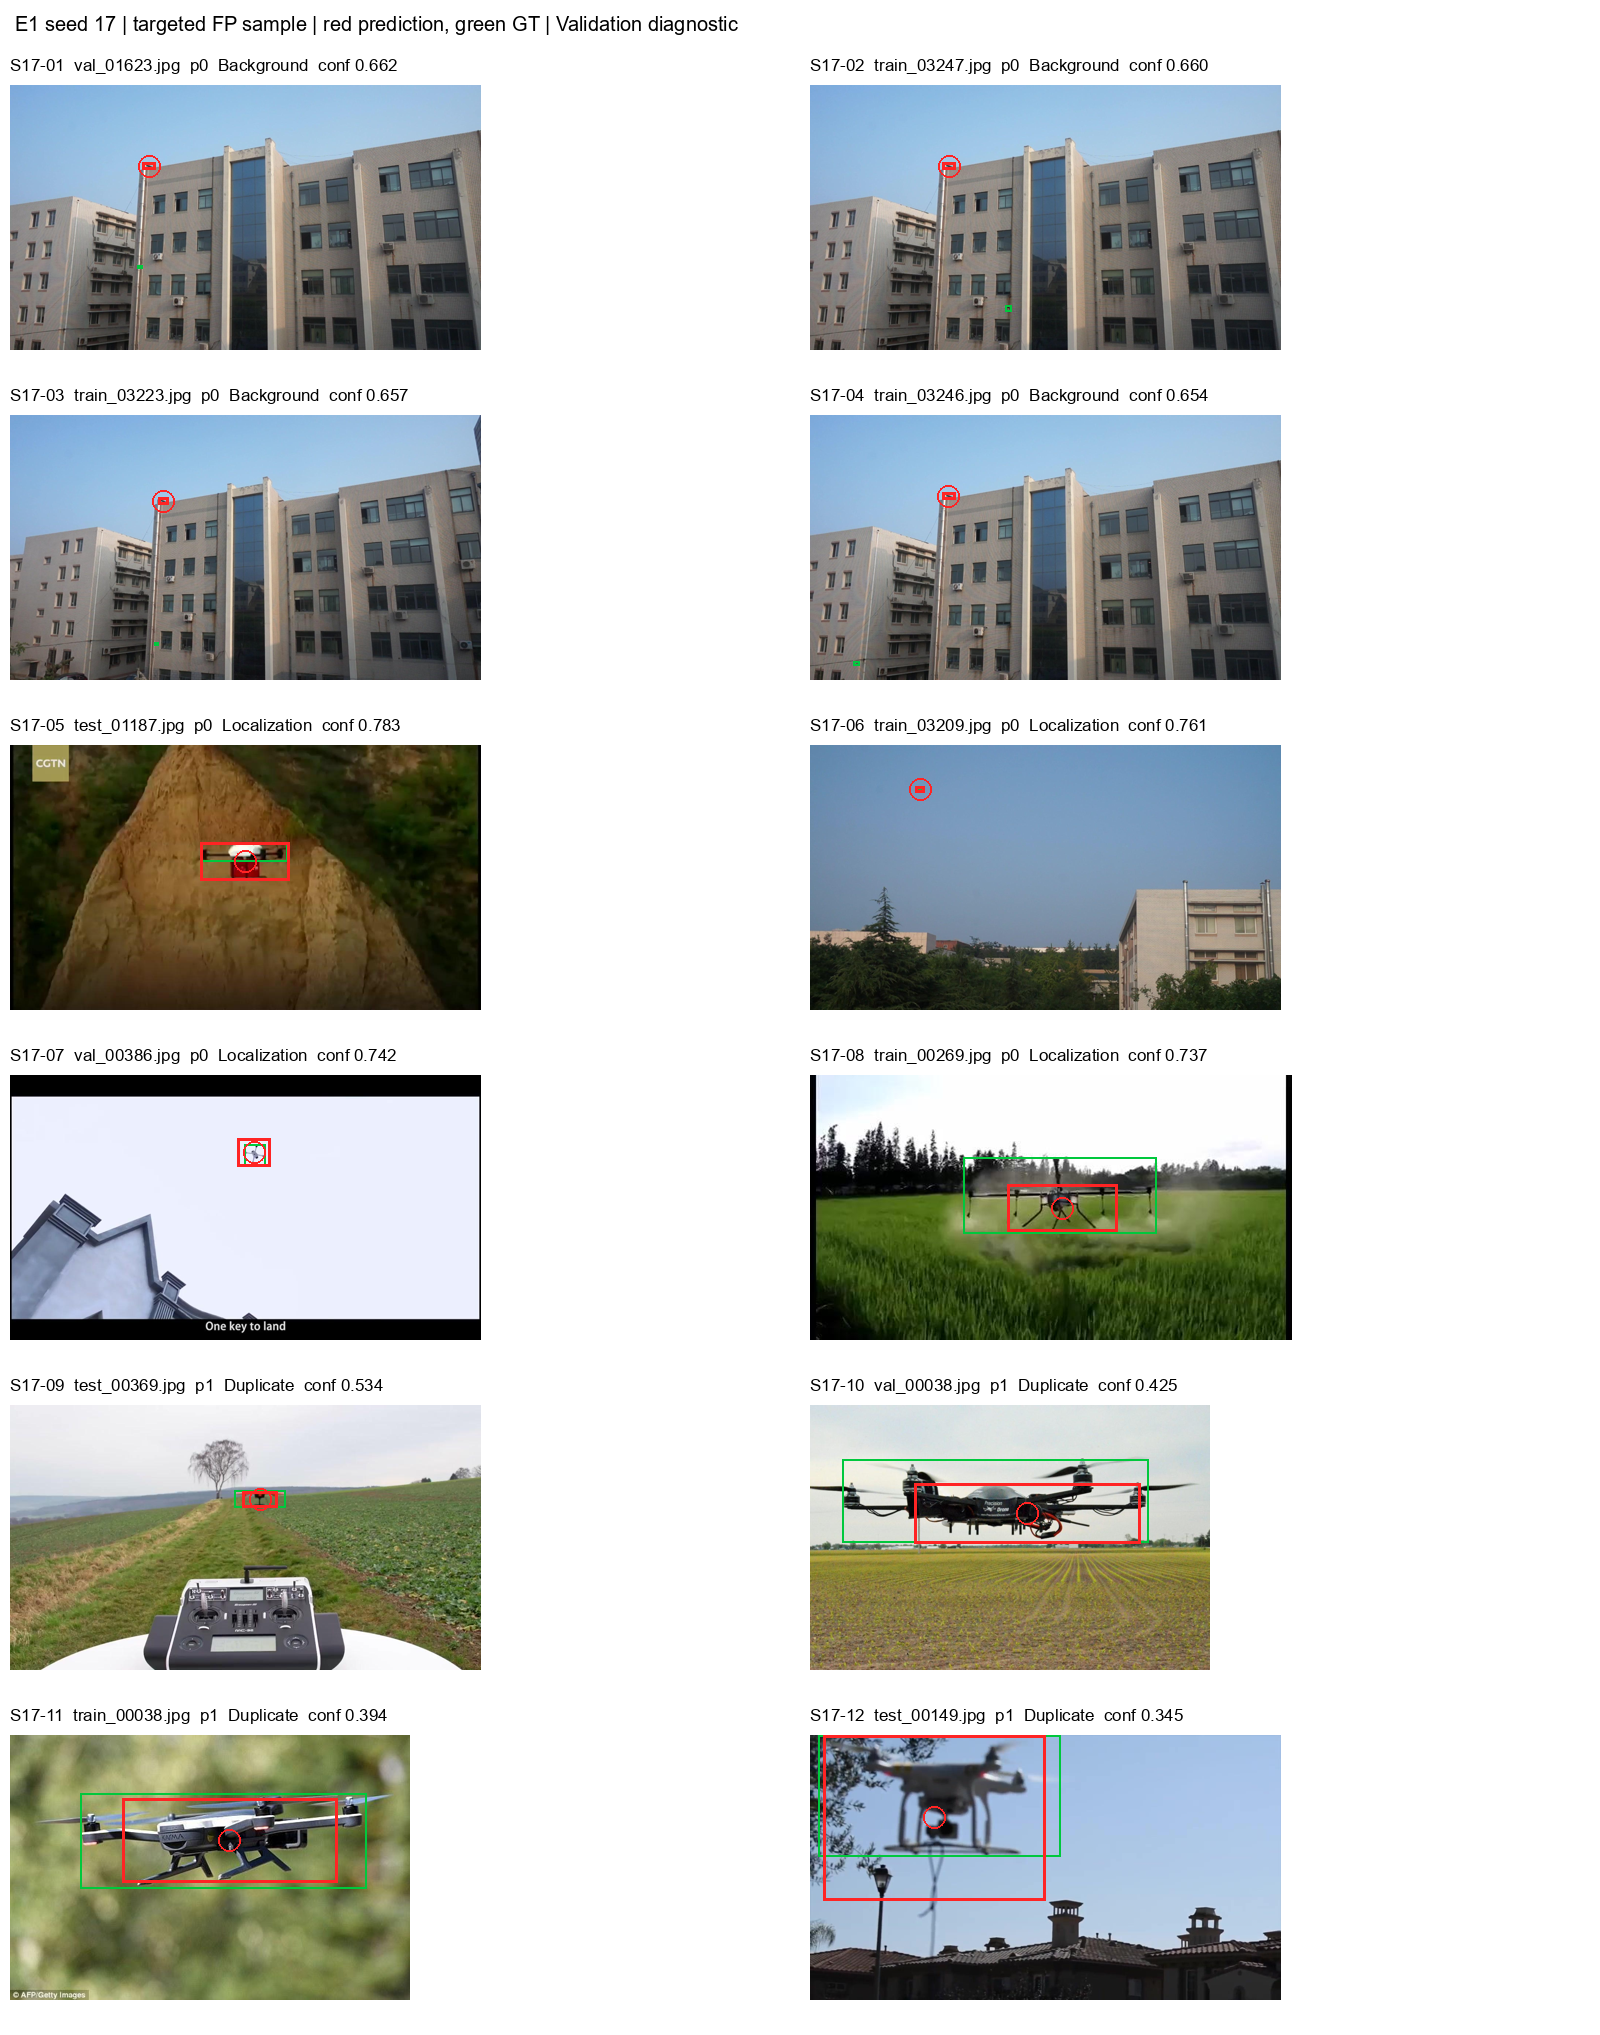 E1 seed 17 | targeted FP sample | red prediction, green GT | Validation diagnostic
S17-01 val_01623.jpg p0 Background conf 0.662
S17-02 train_03247.jpg p0 Background conf 0.660
S17-03 train_03223.jpg p0 Background conf 0.657
S17-04 train_03246.jpg p0 Background conf 0.654
S17-05 test_01187.jpg p0 Localization conf 0.783
S17-06 train_03209.jpg p0 Localization conf 0.761
CGTN
S17-07 val_00386.jpg p0 Localization conf 0.742
S17-08 train_00269.jpg p0 Localization conf 0.737
One key to land
S17-09 test_00369.jpg p1 Duplicate conf 0.534
S17-10 val_00038.jpg p1 Duplicate conf 0.425
S17-11 train_00038.jpg p1 Duplicate conf 0.394
S17-12 test_00149.jpg p1 Duplicate conf 0.345
© AFP/Getty Images